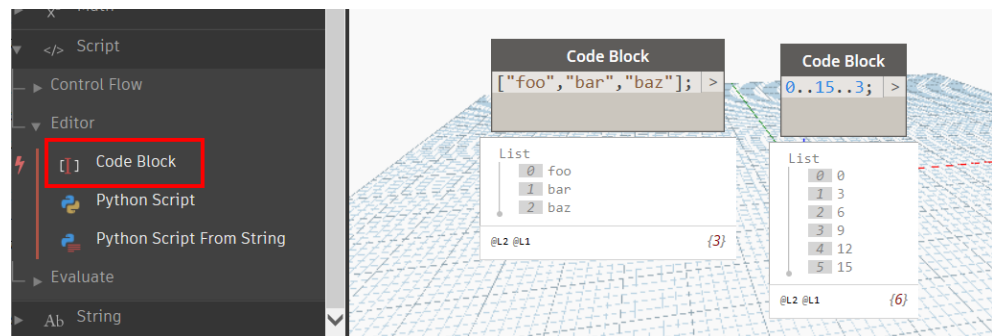 Math
</> Script
Control Flow
Editor
[I] Code Block
Python Script
Python Script From String
Evaluate
Ab String
Code Block
["foo","bar","baz"]; >
List
0 foo
1 bar
2 baz
@L2 @L1 {3}
Code Block
0..15..3; >
List
0 0
1 3
2 6
3 9
4 12
5 15
@L2 @L1 {6}